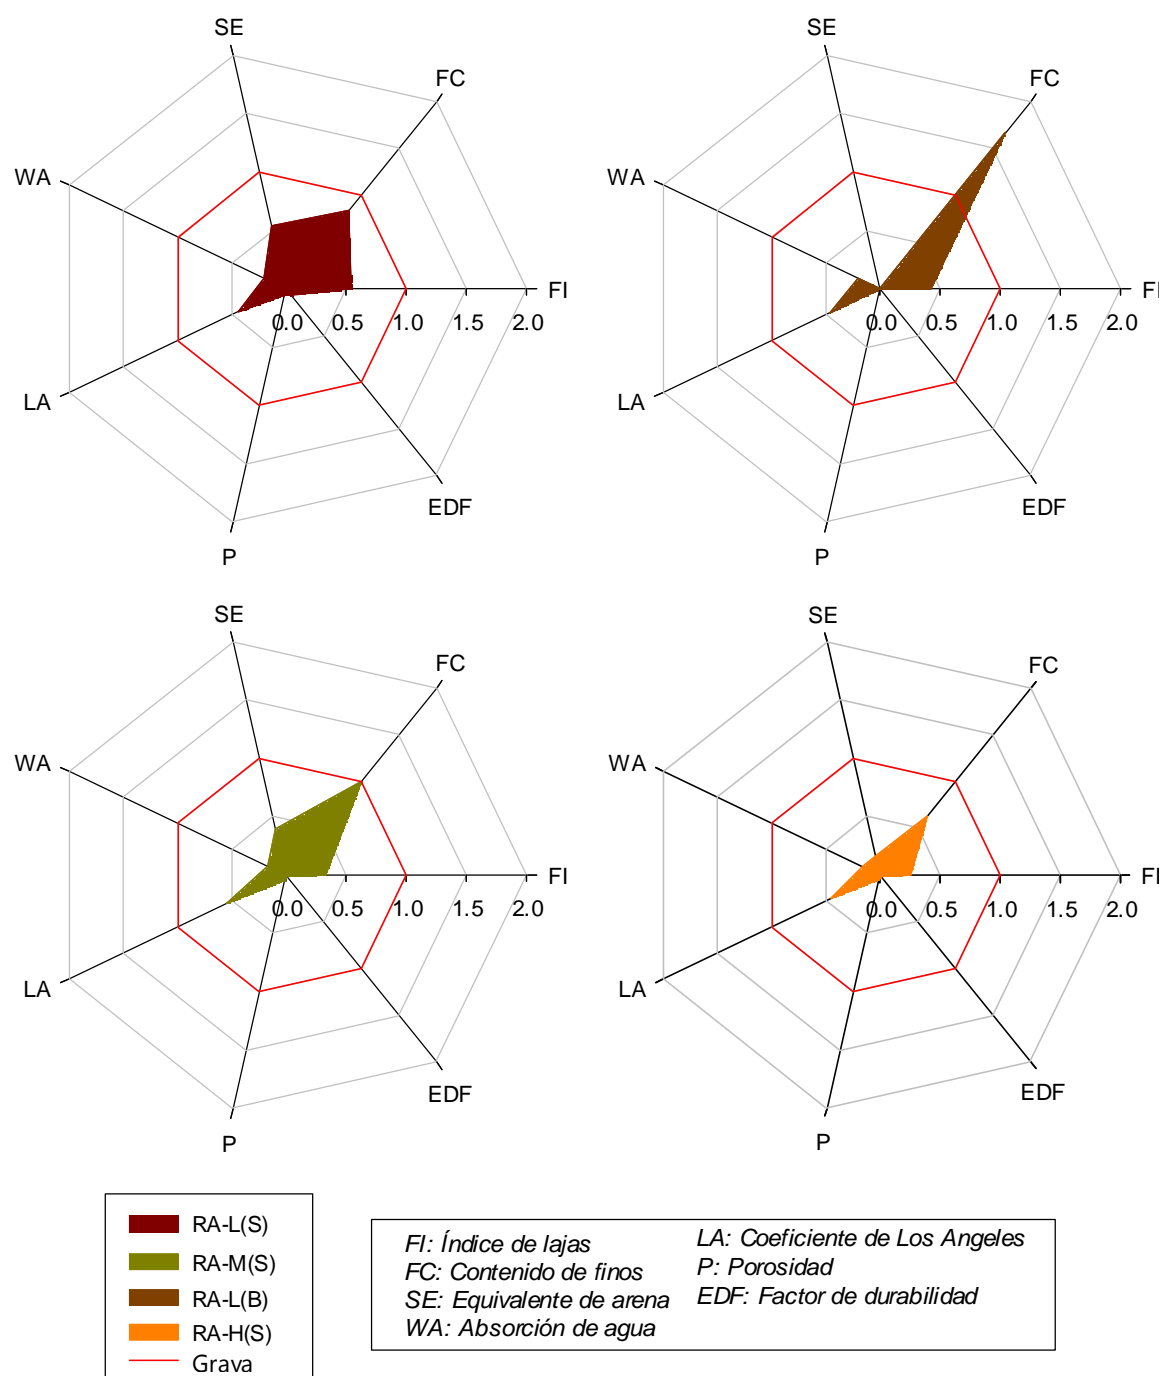 SE
FC
WA
FI
0.0 0.5 1.0 1.5 2.0
LA
EDF
P
SE
FC
WA
FI
0.0 0.5 1.0 1.5 2.0
LA
EDF
P
SE
FC
WA
FI
0.0 0.5 1.0 1.5 2.0
LA
EDF
P
SE
FC
WA
FI
0.0 0.5 1.0 1.5 2.0
LA
EDF
P
RA-L(S)
RA-M(S)
RA-L(B)
RA-H(S)
Grava
FI: Índice de lajas
FC: Contenido de finos
SE: Equivalente de arena
WA: Absorción de agua
LA: Coeficiente de Los Angeles
P: Porosidad
EDF: Factor de durabilidad